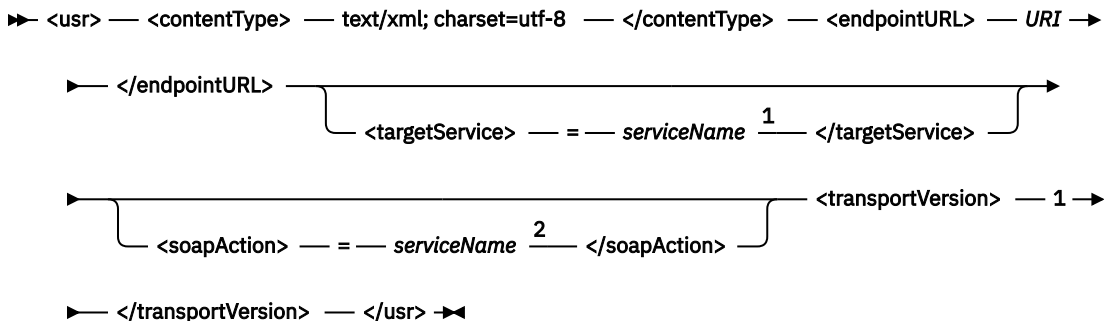 <usr> <contentType> text/xml; charset=utf-8 </contentType> <endpointURL> URI
</endpointURL>
<targetService> = serviceName 1 </targetService>
<transportVersion> 1
<soapAction> = serviceName 2 </soapAction>
</transportVersion> </usr>